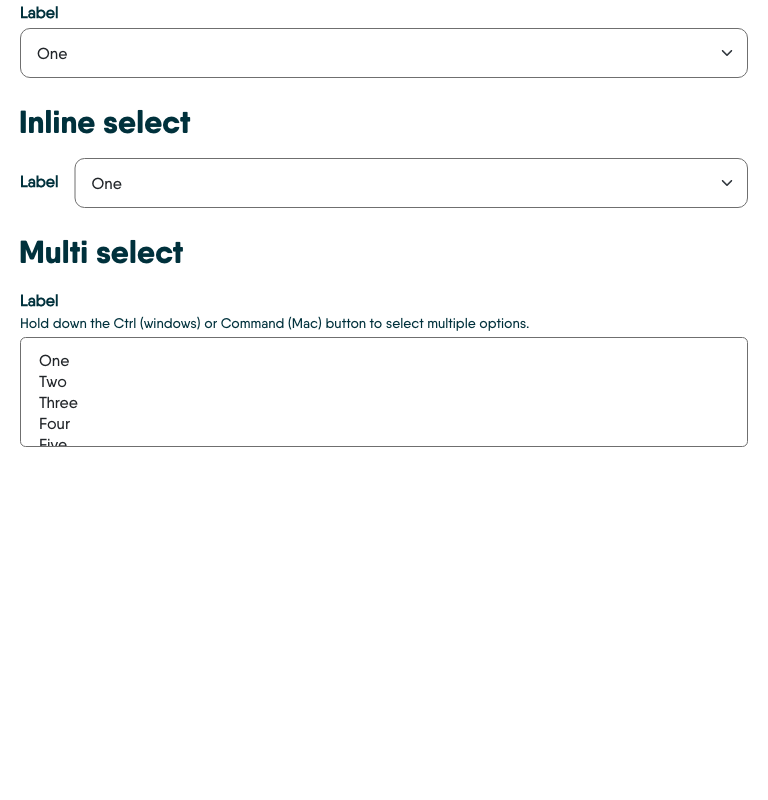 Label
One
Inline select
Label
One
Multi select
Label
Hold down the Ctrl (windows) or Command (Mac) button to select multiple options.
One
Two
Three
Four
Five